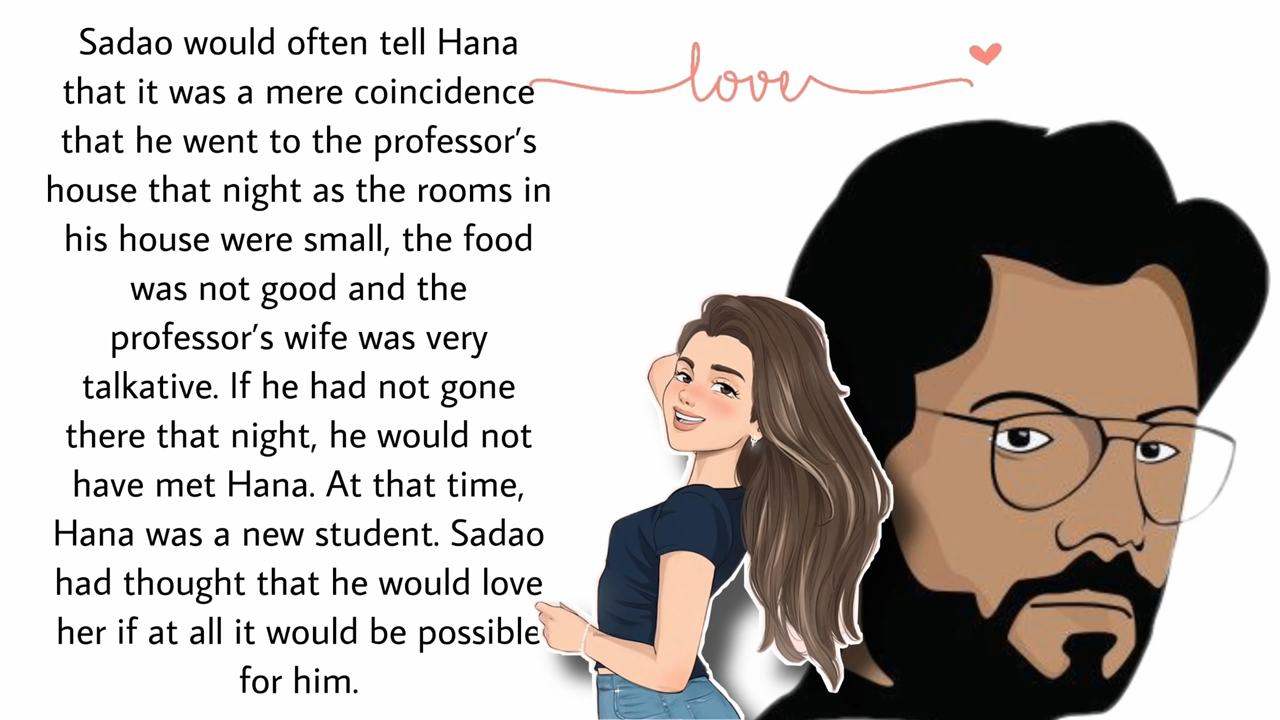 Sadao would often tell Hana
that it was a mere coincidence
that he went to the professor's
house that night as the rooms in
his house were small, the food
was not good and the
professor's wife was very
talkative. If he had not gone
there that night, he would not
have met Hana. At that time,
Hana was a new student. Sadao
had thought that he would love
her if at all it would be possible
for him.
love